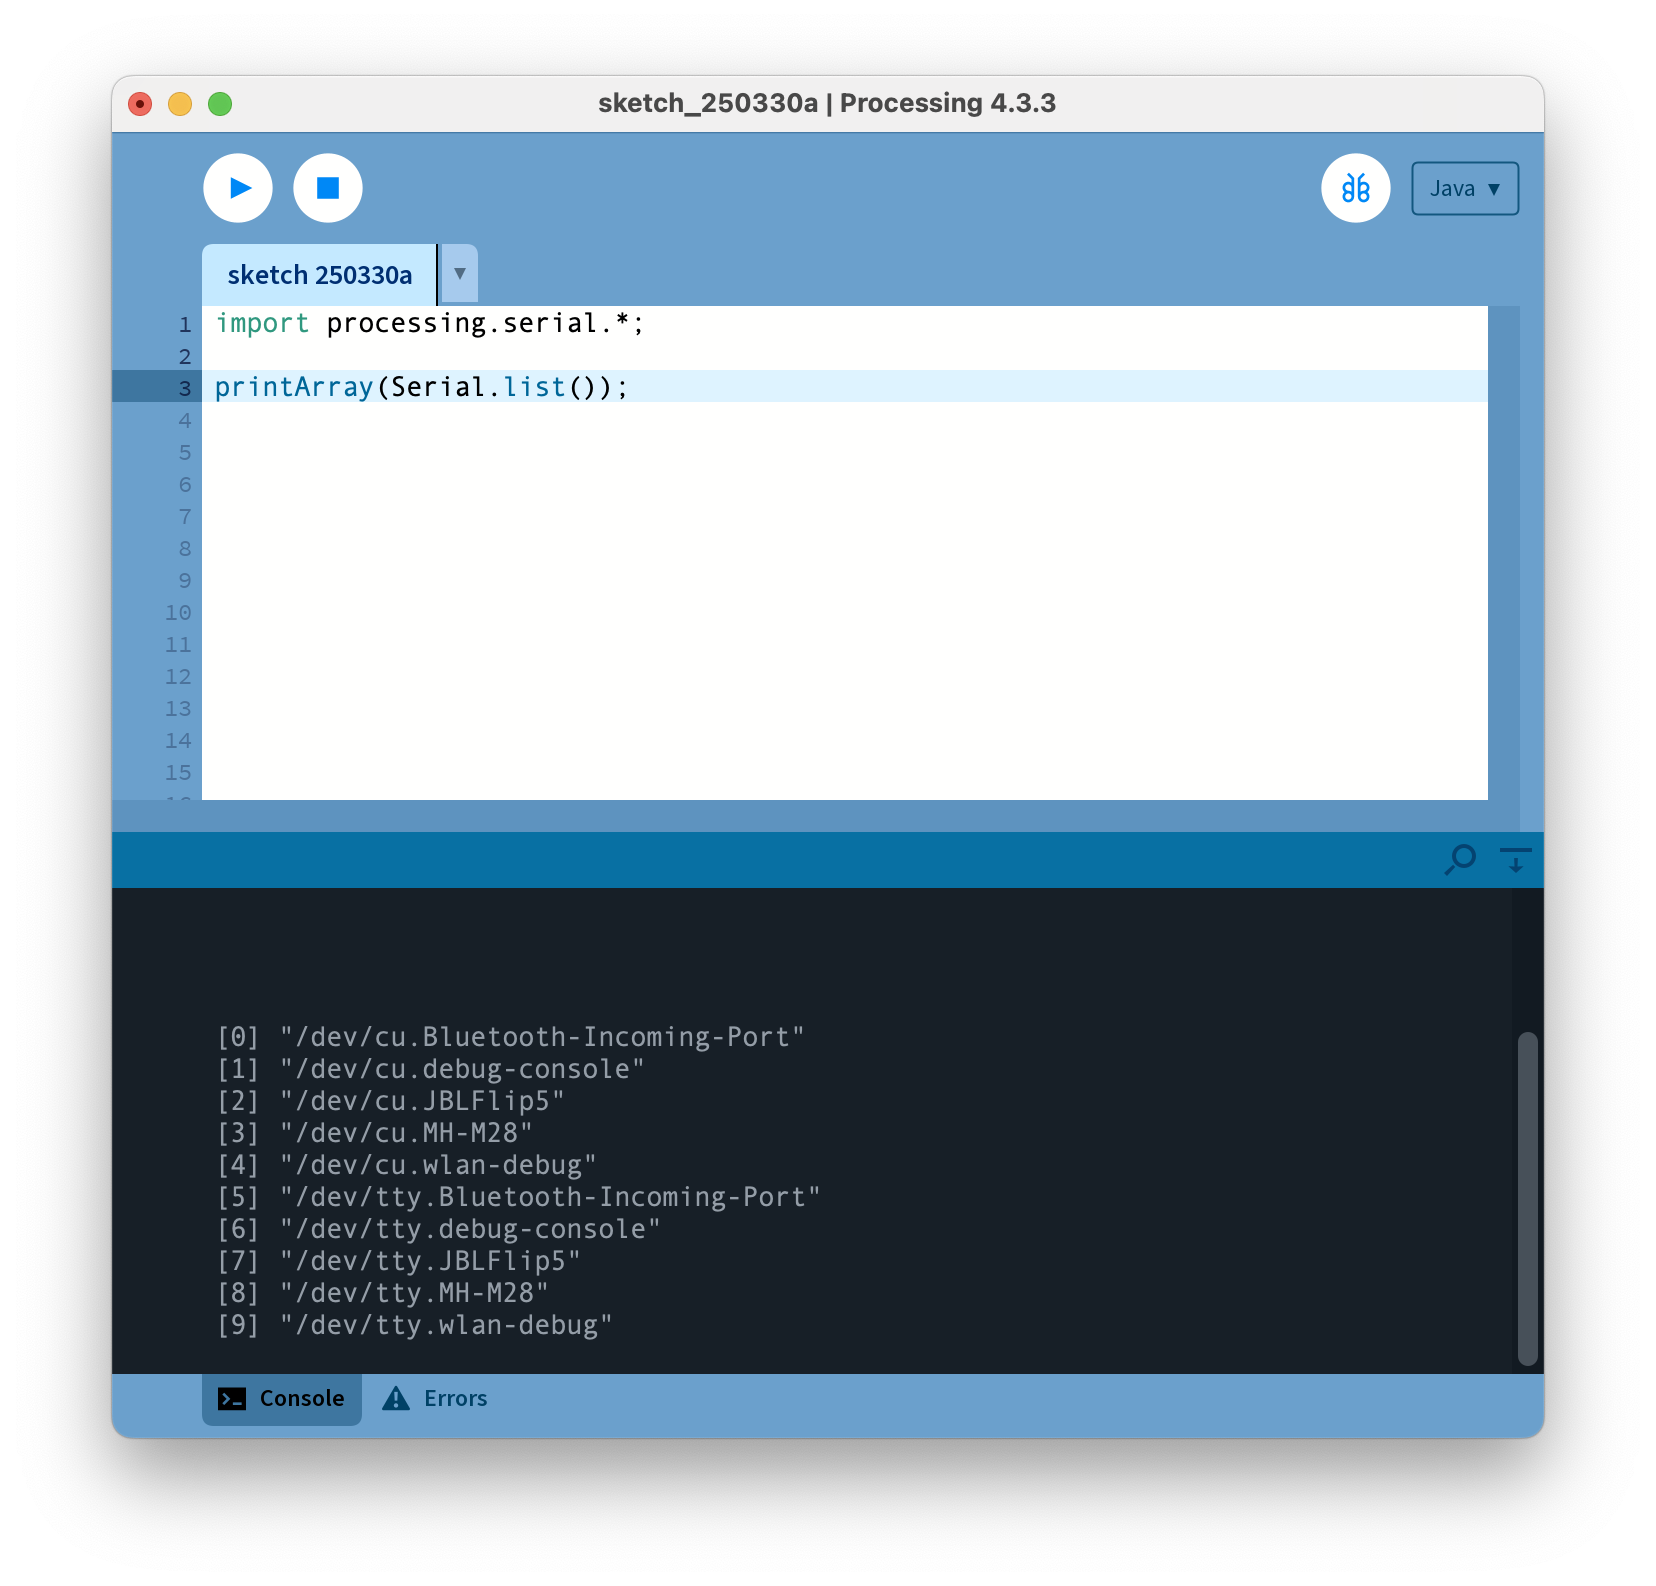 sketch_250330a | Processing 4.3.3
Java ▼
sketch 250330a ▼
1 import processing.serial.*;
2
3 printArray(Serial.list());
4
5
6
7
8
9
10
11
12
13
14
15
[0] "/dev/cu.Bluetooth-Incoming-Port"
[1] "/dev/cu.debug-console"
[2] "/dev/cu.JBLFlip5"
[3] "/dev/cu.MH-M28"
[4] "/dev/cu.wlan-debug"
[5] "/dev/tty.Bluetooth-Incoming-Port"
[6] "/dev/tty.debug-console"
[7] "/dev/tty.JBLFlip5"
[8] "/dev/tty.MH-M28"
[9] "/dev/tty.wlan-debug"
Console Errors